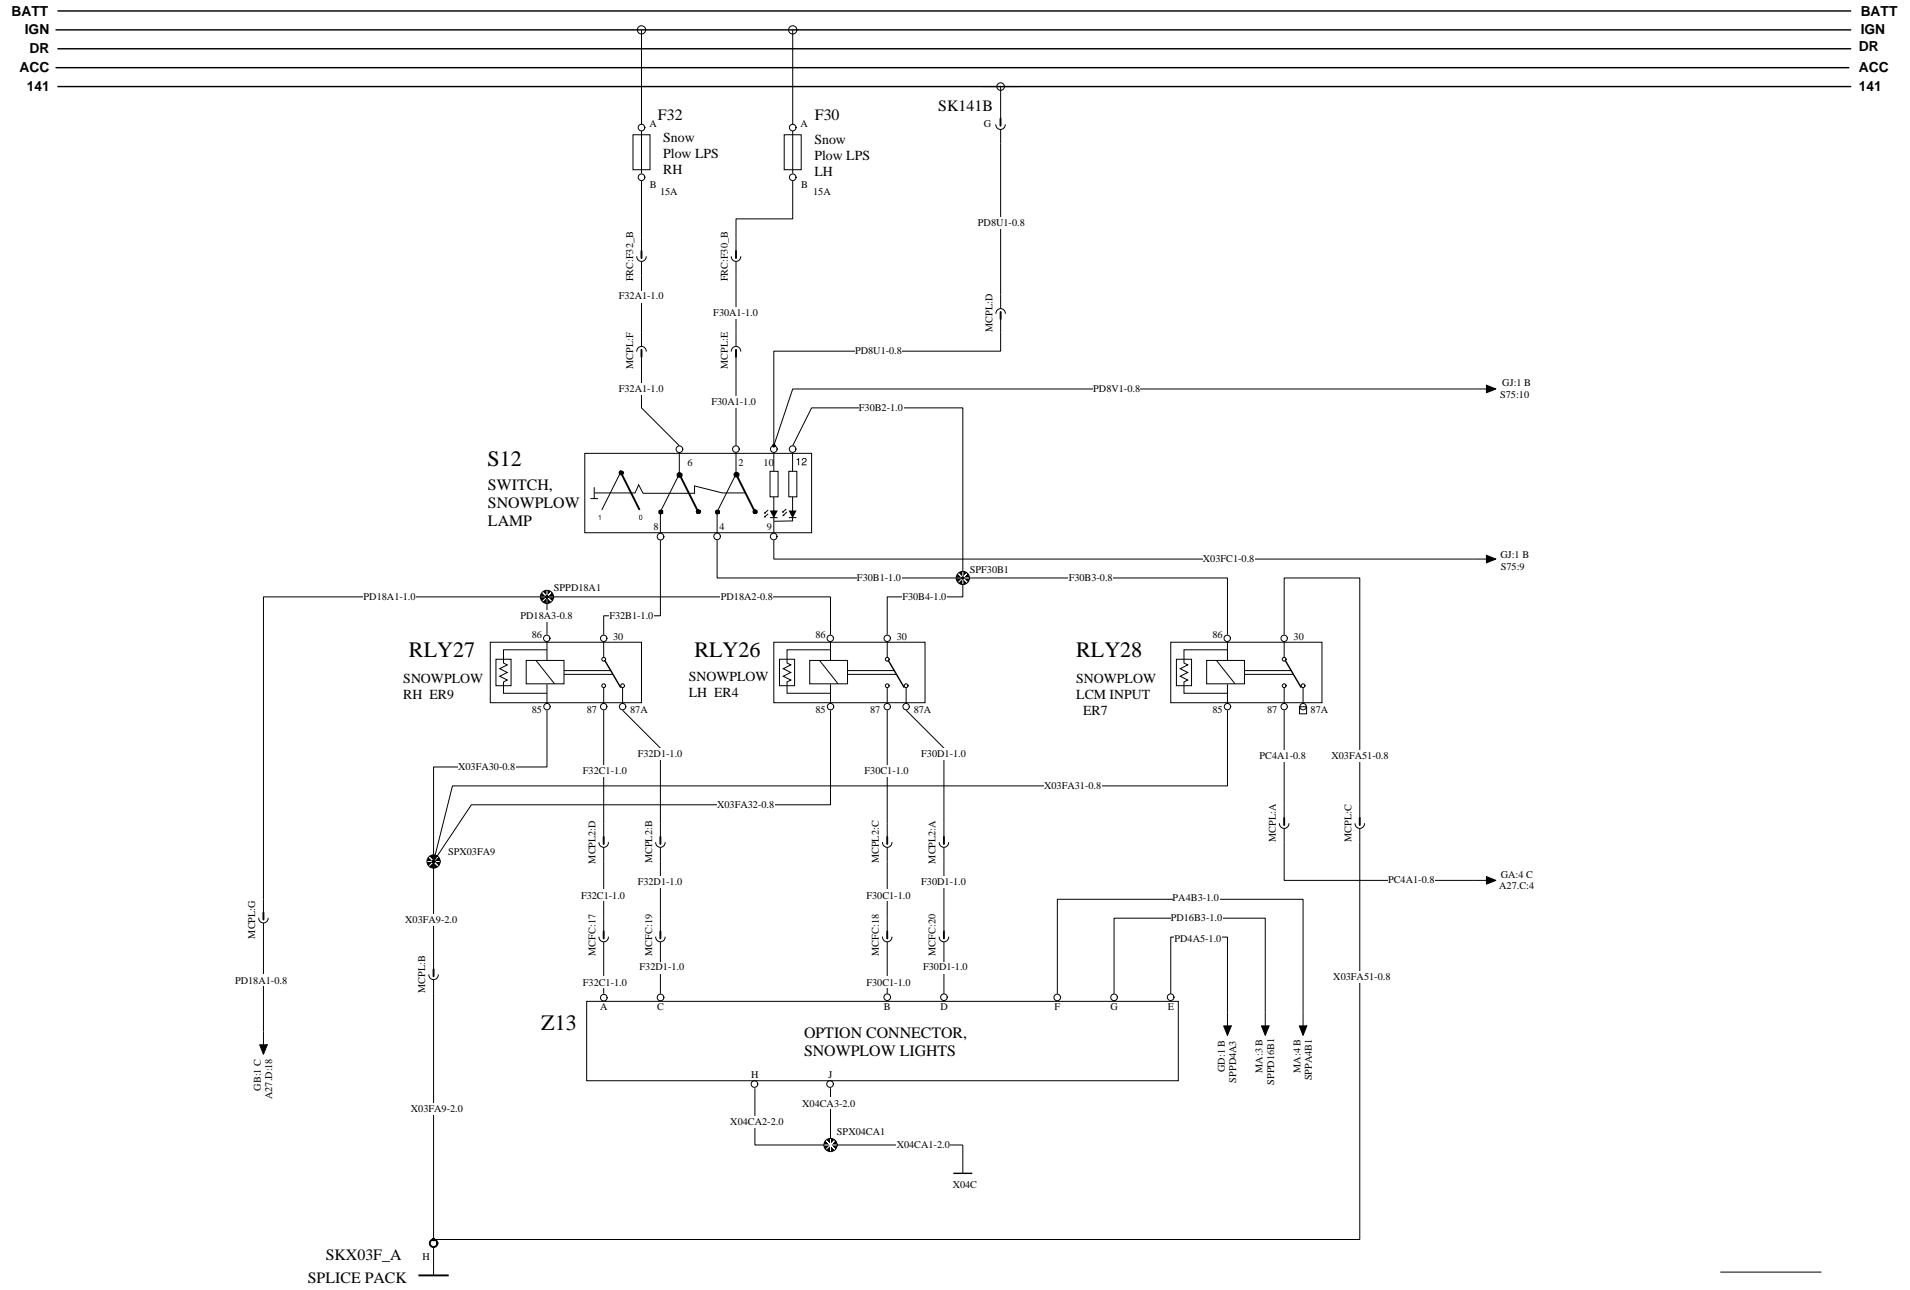 BATT
BATT
IGN
IGN
DR
DR
ACC
ACC
141
141
SK141B
G
F32
A
Snow
Plow LPS
RH
B
15A
F30
A
Snow
Plow LPS
LH
B
15A
PD8U1-0.8
FRC:F32_B
FRC:F30_B
F32A1-1.0
F30A1-1.0
MCPL:D
MCPL:F
MCPL:E
PD8U1-0.8
F32A1-1.0
F30A1-1.0
PD8V1-0.8
GJ:1 B
S75:10
F30B2-1.0
S12
SWITCH,
SNOWPLOW
LAMP
6
2
10
12
1
0
8
4
9
X03FC1-0.8
GJ:1 B
S75:9
SPF30B1
F30B1-1.0
F30B3-0.8
SPPD18A1
PD18A1-1.0
PD18A2-0.8
F30B4-1.0
PD18A3-0.8
F32B1-1.0
RLY27
SNOWPLOW
RH ER9
86
30
85
87
87A
RLY26
SNOWPLOW
LH ER4
86
30
85
87
87A
RLY28
SNOWPLOW
LCM INPUT
ER7
86
30
85
87
87A
F32D1-1.0
F30D1-1.0
PC4A1-0.8
X03FA51-0.8
X03FA30-0.8
F32C1-1.0
F30C1-1.0
X03FA31-0.8
X03FA32-0.8
MCPL2:D
MCPL2:B
MCPL2:C
MCPL2:A
MCPL:A
MCPL:C
SPX03FA9
F32D1-1.0
F30D1-1.0
PC4A1-0.8
GA:4 C
A27.C:4
F32C1-1.0
F30C1-1.0
PA4B3-1.0
MCPL:G
X03FA9-2.0
PD16B3-1.0
MCFC:17
MCFC:19
MCFC:18
MCFC:20
PD4A5-1.0
MCPL:B
F32D1-1.0
F30D1-1.0
PD18A1-0.8
F32C1-1.0
F30C1-1.0
X03FA51-0.8
A
C
B
D
F
G
E
Z13
OPTION CONNECTOR,
SNOWPLOW LIGHTS
H
J
GB:1 C
A27.D:18
GD:1 B
SPPD4A3
MA:3 B
SPPD16B1
MA:4 B
SPPA4B1
X03FA9-2.0
X04CA3-2.0
X04CA2-2.0
SPX04CA1
X04CA1-2.0
X04C
SKX03F_A
H
SPLICE PACK